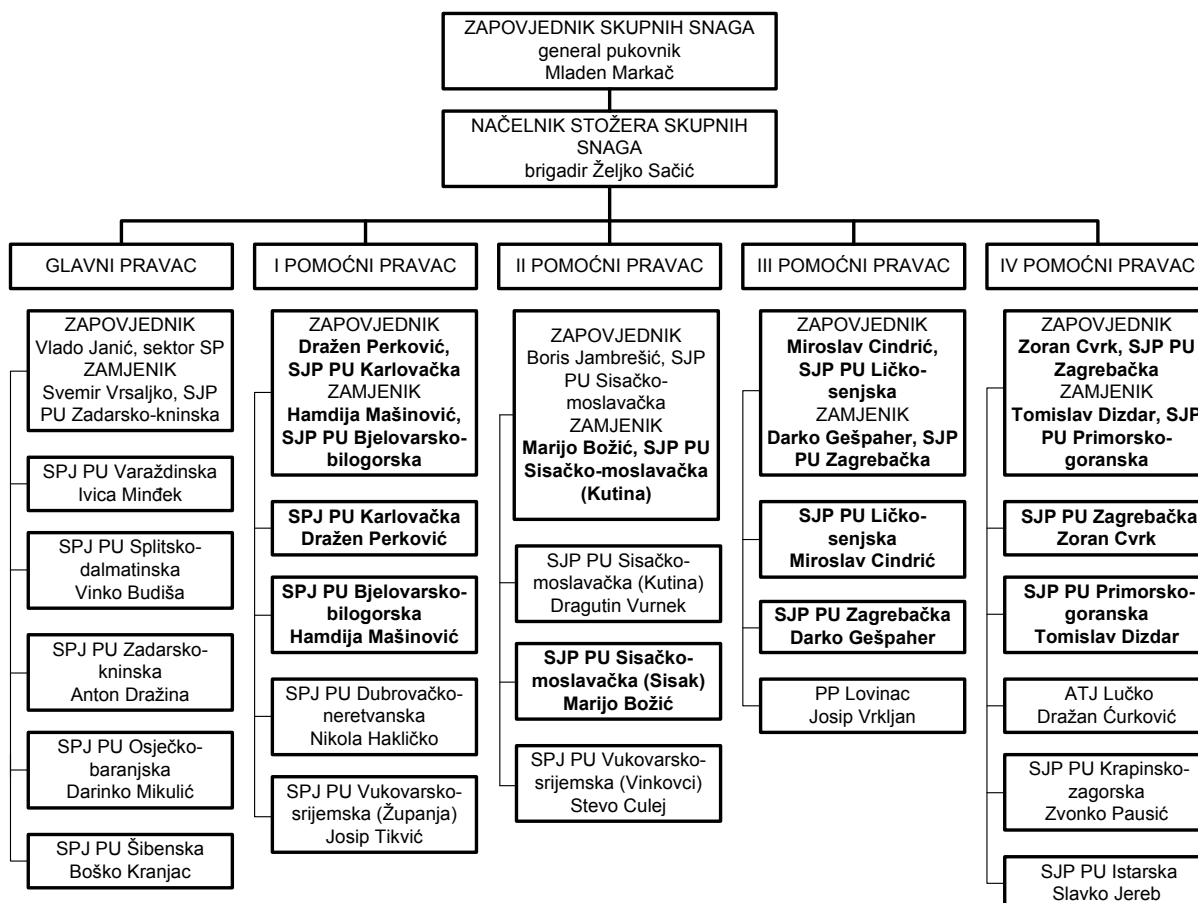 ZAPOVJEDNIK SKUPNIH SNAGA
general pukovnik
Mladen Markač
NAČELNIK STOŽERA SKUPNIH
SNAGA
brigadir Željko Sačić
GLAVNI PRAVAC
ZAPOVJEDNIK
Vlado Janić, sektor SP
ZAMJENIK
Svemir Vrsaljko, SJP
PU Zadarsko-kninska
SPJ PU Varaždinska
Ivica Minđek
SPJ PU Splitsko-
dalmatinska
Vinko Budiša
SPJ PU Zadarsko-
kninska
Anton Dražina
SPJ PU Osječko-
baranjska
Darinko Mikulić
SPJ PU Šibenska
Boško Kranjac
I POMOĆNI PRAVAC
ZAPOVJEDNIK
Dražen Perković,
SJP PU Karlovačka
ZAMJENIK
Hamdija Mašinović,
SJP PU Bjelovarsko-
bilogorska
SPJ PU Karlovačka
Dražen Perković
SPJ PU Bjelovarsko-
bilogorska
Hamdija Mašinović
SPJ PU Dubrovačko-
neretvanska
Nikola Hakličko
SPJ PU Vukovarsko-
srijemska (Županja)
Josip Tikvić
II POMOĆNI PRAVAC
ZAPOVJEDNIK
Boris Jambrešić, SJP
PU Sisačko-
moslavačka
ZAMJENIK
Marijo Božić, SJP PU
Sisačko-moslavačka
(Kutina)
SJP PU Sisačko-
moslavačka (Kutina)
Dragutin Vurnek
SJP PU Sisačko-
moslavačka (Sisak)
Marijo Božić
SPJ PU Vukovarsko-
srijemska (Vinkovci)
Stevo Culej
III POMOĆNI PRAVAC
ZAPOVJEDNIK
Miroslav Cindrić,
SJP PU Ličko-
senjska
ZAMJENIK
Darko Gešpaher, SJP
PU Zagrebačka
SJP PU Ličko-
senjska
Miroslav Cindrić
SJP PU Zagrebačka
Darko Gešpaher
PP Lovinac
Josip Vrkljan
IV POMOĆNI PRAVAC
ZAPOVJEDNIK
Zoran Cvrk, SJP PU
Zagrebačka
ZAMJENIK
Tomislav Dizdar, SJP
PU Primorsko-
goranska
SJP PU Zagrebačka
Zoran Cvrk
SJP PU Primorsko-
goranska
Tomislav Dizdar
ATJ Lučko
Dražan Ćurković
SJP PU Krapinsko-
zagorska
Zvonko Pausić
SJP PU Istarska
Slavko Jereb